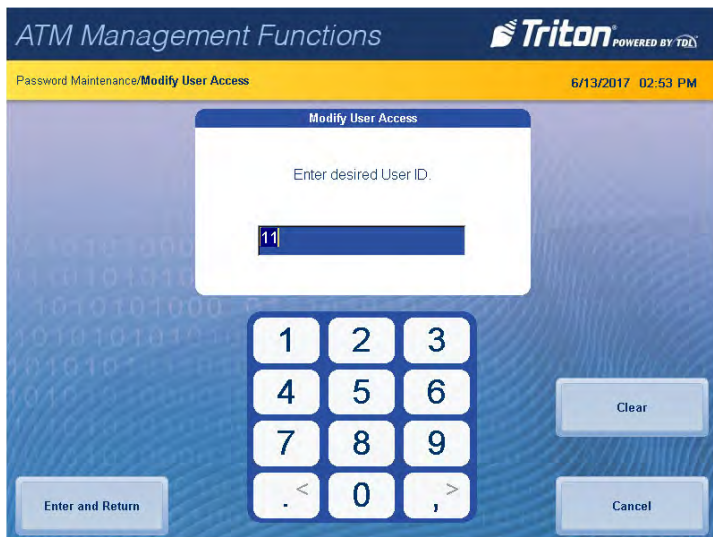 ATM Management Functions
Triton POWERED BY TDL
Password Maintenance/Modify User Access
6/13/2017 02:53 PM
Modify User Access
Enter desired User ID.
11
1 2 3
4 5 6
7 8 9
. < 0 , >
Clear
Enter and Return
Cancel